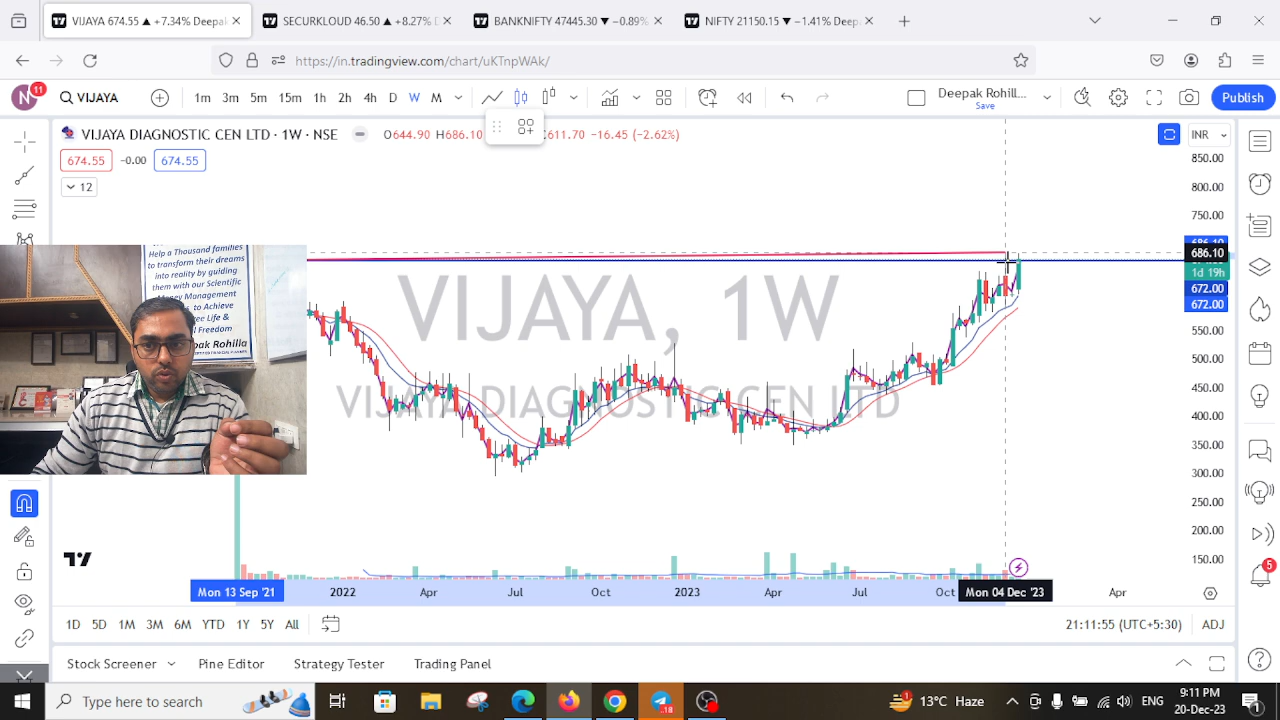 VIJAYA 674.55 ▲ +7.34% Deepak
SECURKLOUD 46.50 ▲ +8.27% D
BANKNIFTY 47445.30 ▼ −0.89%
NIFTY 21150.15 ▼ −1.41% Deep
https://in.tradingview.com/chart/uKTnpWAk/
N 11
VIJAYA
1m 3m 5m 15m 1h 2h 4h D W M
Deepak Rohill...
Save
Publish
VIJAYA DIAGNOSTIC CEN LTD · 1W · NSE
O644.90 H686.10 611.70 −16.45 (−2.62%)
INR
674.55 −0.00 674.55
12
850.00
800.00
750.00
686.10
686.10
1d 19h
672.00
672.00
550.00
500.00
450.00
400.00
350.00
300.00
250.00
200.00
150.00
VIJAYA, 1W
VIJAYA DIAGNOSTIC CEN LTD
Help a Thousand families
to transform their dreams
into reality by guiding
them with our Scientific
Money Management
to Achieve
Life &
Freedom
ak Rohilla
Mon 13 Sep '21
2022 Apr Jul Oct 2023 Apr Jul Oct
Mon 04 Dec '23
Apr
1D 5D 1M 3M 6M YTD 1Y 5Y All
21:11:55 (UTC+5:30) ADJ
Stock Screener Pine Editor Strategy Tester Trading Panel
5
Type here to search
18
1
13°C Haze
ENG
9:11 PM
20-Dec-23